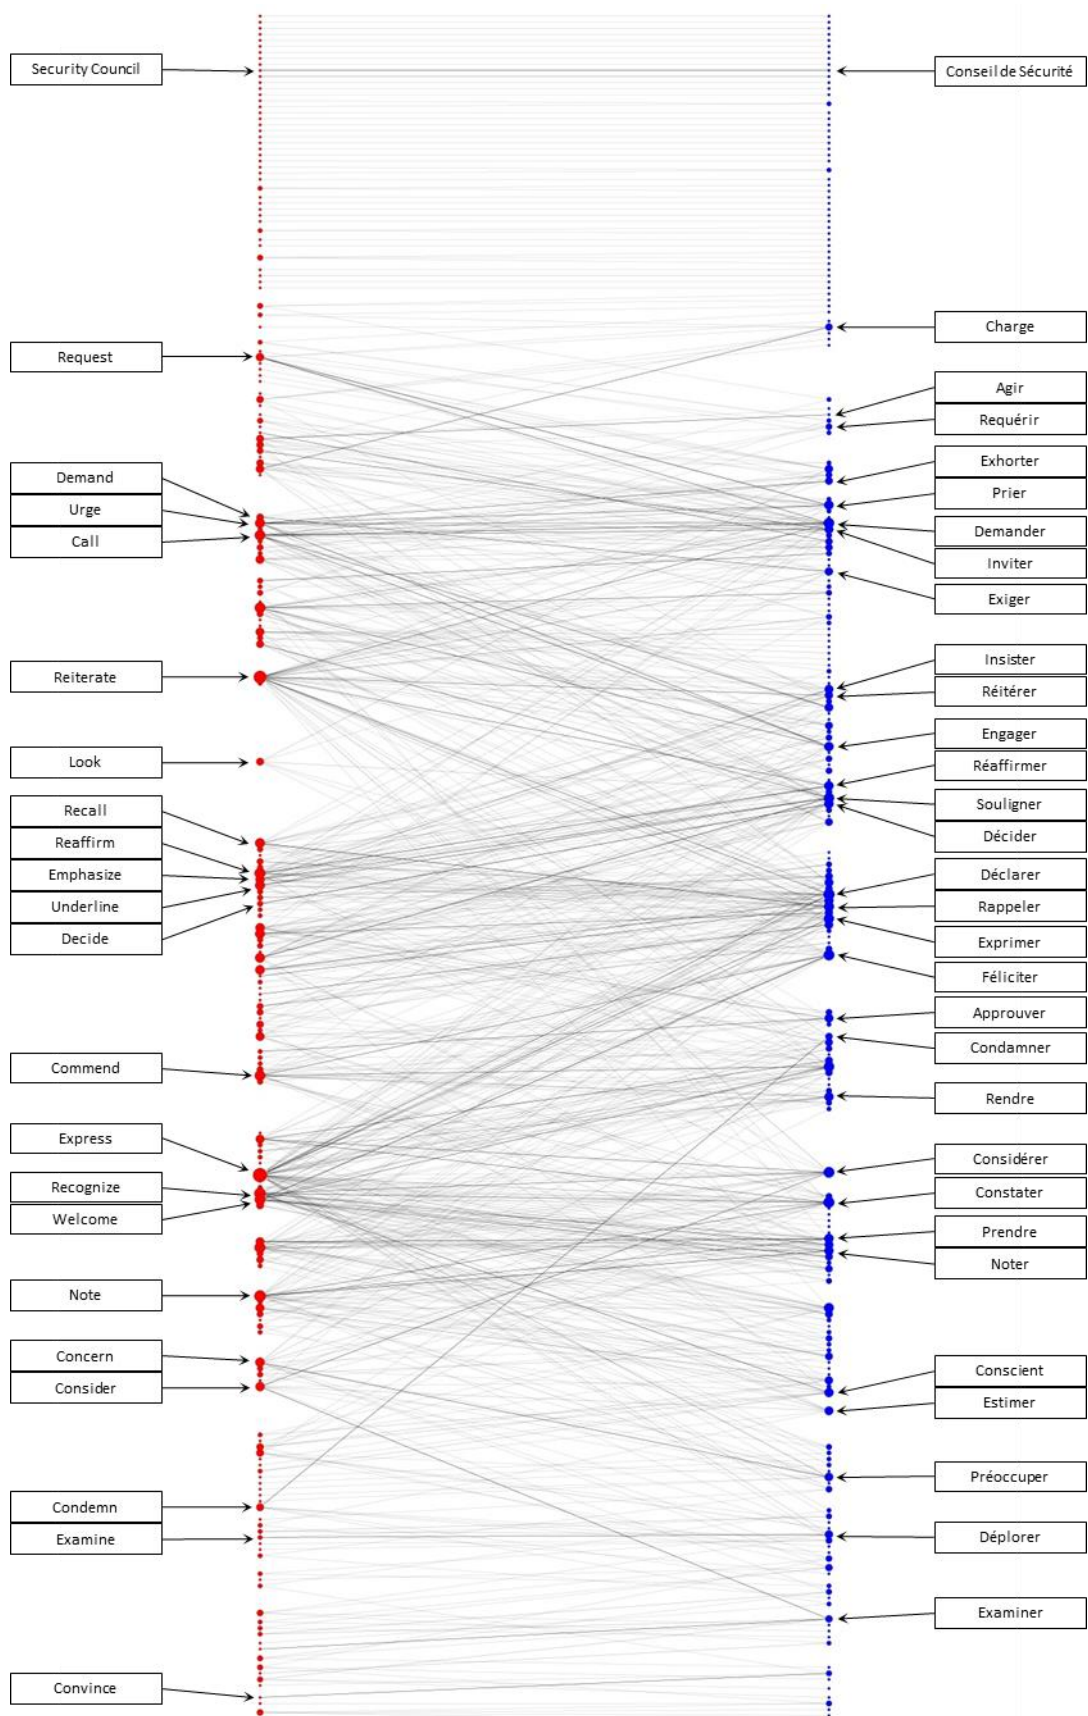 Security Council
Request
Demand
Urge
Call
Reiterate
Look
Recall
Reaffirm
Emphasize
Underline
Decide
Commend
Express
Recognize
Welcome
Note
Concern
Consider
Condemn
Examine
Convince
Conseil de Sécurité
Charge
Agir
Requérir
Exhorter
Prier
Demander
Inviter
Exiger
Insister
Réitérer
Engager
Réaffirmer
Souligner
Décider
Déclarer
Rappeler
Exprimer
Féliciter
Approuver
Condamner
Rendre
Considérer
Constater
Prendre
Noter
Conscient
Estimer
Préoccuper
Déplorer
Examiner